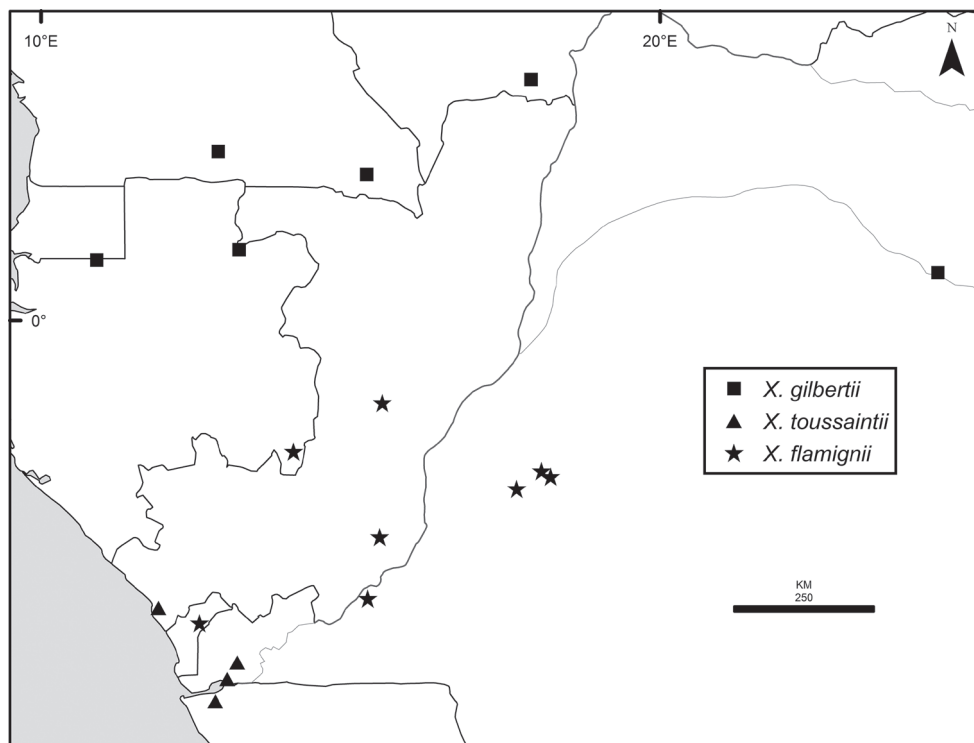 10°E
20°E
N
0°
X. gilbertii
X. toussaintii
X. flamignii
KM
250